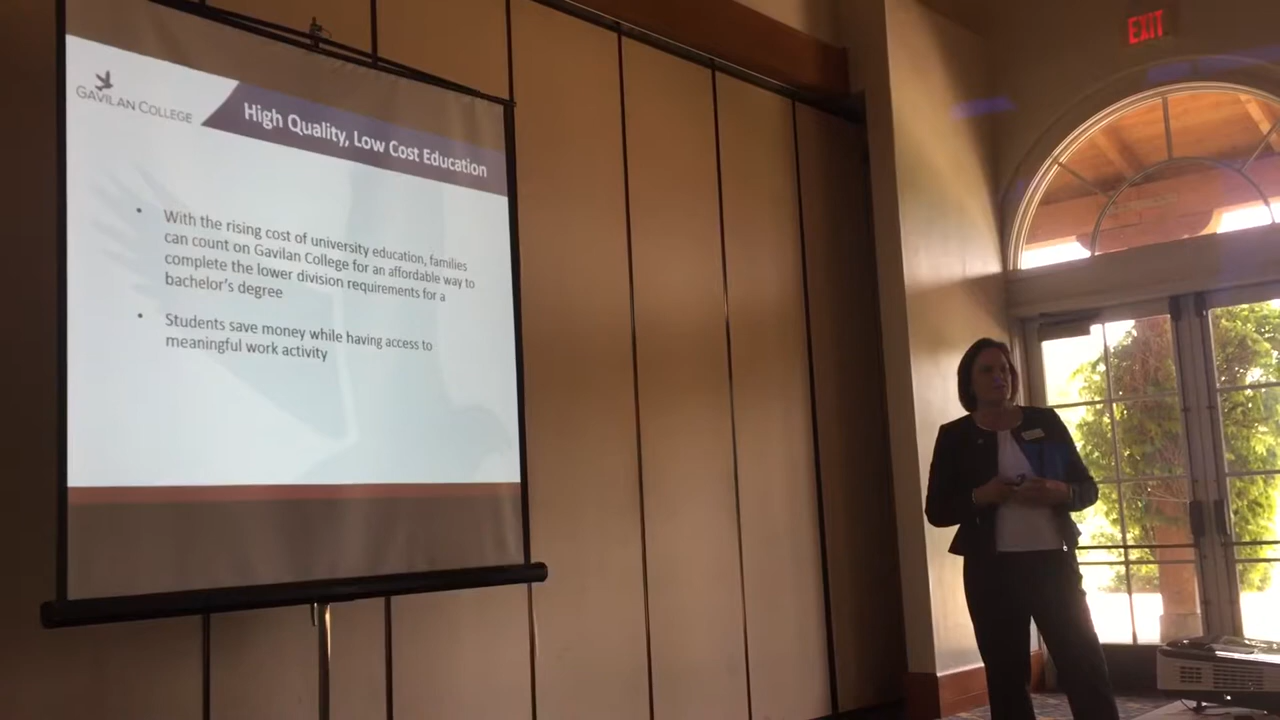 EXIT
GAVILAN COLLEGE
High Quality, Low Cost Education
• With the rising cost of university education, families
can count on Gavilan College for an affordable way to
complete the lower division requirements for a
bachelor's degree
• Students save money while having access to
meaningful work activity